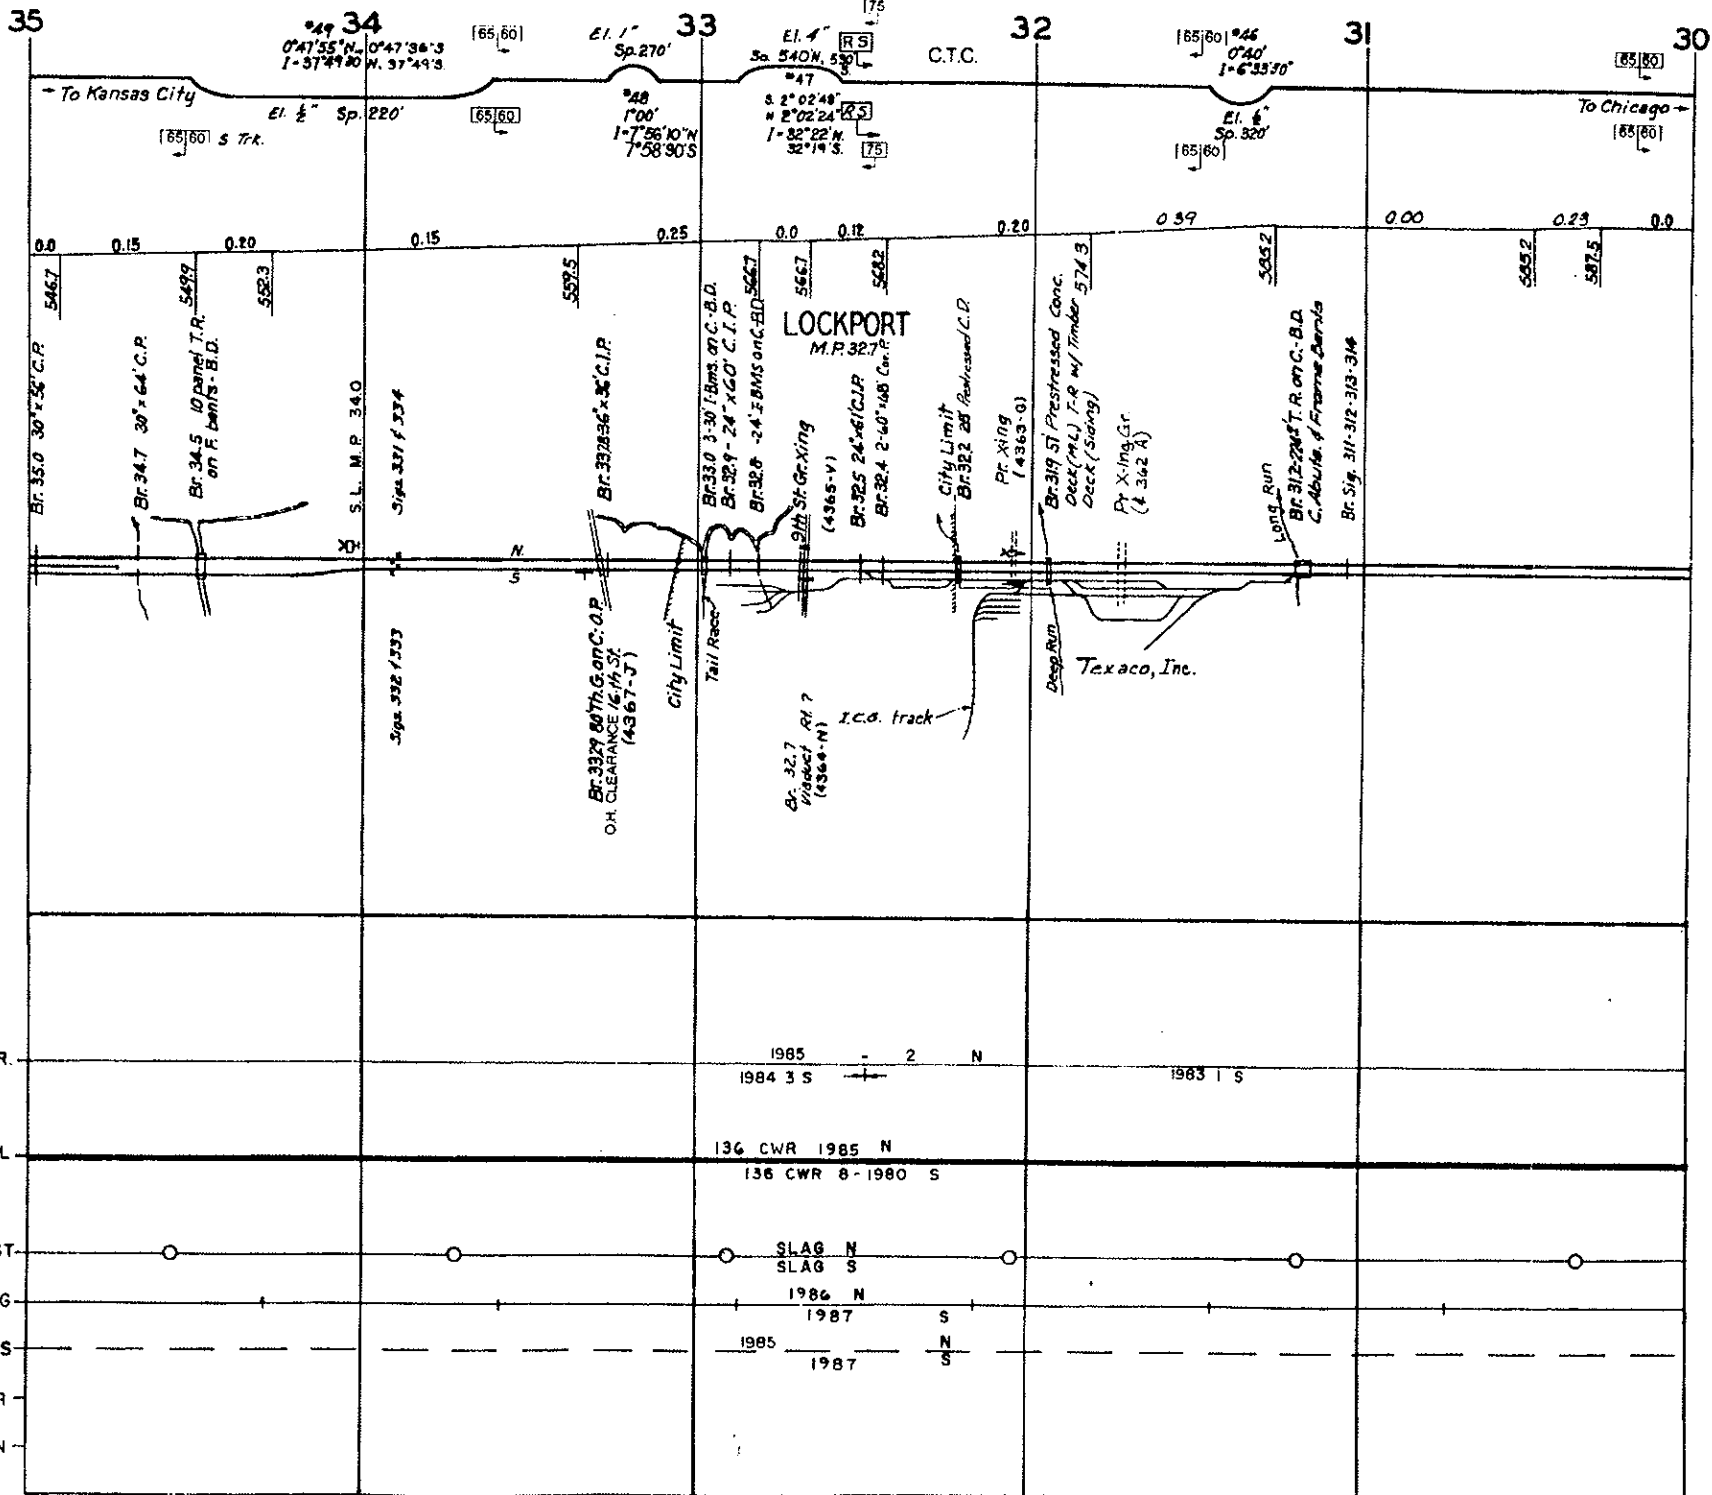 35
34
33
32
31
30
#49
0°47'55"N, 0°47'36"S
I-37°49'20"N, 37°49'S.
65|60
El. 1"
Sp. 270'
El. 4"
So. 540'N, 530'
S.
75
RS
C.T.C.
65|60
#46
0°40'
I-6°33'30"
65|60
To Kansas City
El. ½" Sp. 220'
65|60 S Trk.
65|60
#48
1°00'
I-7°56'10"N
7°58'30"S
#47
S. 2°02'48"
N 2°02'24"
I-32°22'N.
32°19'S.
RS
75
El. ½"
Sp. 320'
65|60
To Chicago
65|60
0.0
0.15
0.20
0.15
0.25
0.0
0.12
0.20
0.39
0.00
0.23
0.0
546.7
549.9
552.3
559.5
566.7
566.7
568.2
574.3
585.2
585.2
587.5
LOCKPORT
M.P. 32.7
Br. 35.0 30"x56' C.P.
Br. 34.7 30"x64' C.P.
Br. 34.5 10 panel T.R.
on F. bents - B.D.
S.L. M.P. 34.0
Sigs. 331 & 334
Br. 33.28-36"x36' C.I.P.
Br. 33.0 3-30' I-Bms. on C.-B.D.
Br. 32.9 - 24"x60' C.I.P.
Br. 32.8 -24' I-BMS on C.-B.D.
9th St. Gr. Xing
(4365-V)
Br. 32.5 24"x61' C.I.P.
Br. 32.4 2-60"x68' Cor. P.
City Limit
Br. 32.2 28' Prestressed C.D.
Pr. Xing
(4363-G)
Br. 31.9 51' Prestressed Conc.
Deck (M.L.) T-R w/ Timber
Deck (Siding)
Pr. X-ing Gr.
(4362 A)
Long Run
Br. 31.2-224' T.R. on C.-B.D.
C. Abuts. & Frame Bents
Br. Sig. 311-312-313-314
N
S
Sigs. 332 & 333
Br. 33.29 80' Th. G. on C.-O.P.
O.H. CLEARANCE 16th St.
(4367-J)
City Limit
Tail Race
Br. 32.7
Viaduct Rt. 7
(4364-N)
I.C.G. track
Deep Run
Texaco, Inc.
R.
1985 - 2 N
1984 3 S
1983 1 S
L
136 CWR 1985 N
136 CWR 8-1980 S
ST
SLAG N
SLAG S
G
1986 N
1987 S
S
1985 N
1987 S
R
N